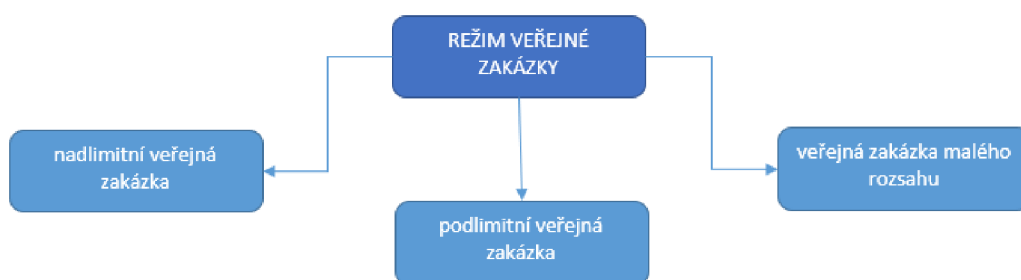 REŽIM VEŘEJNÉ
ZAKÁZKY
nadlimitní veřejná
zakázka
veřejná zakázka malého
rozsahu
podlimitní veřejná
zakázka